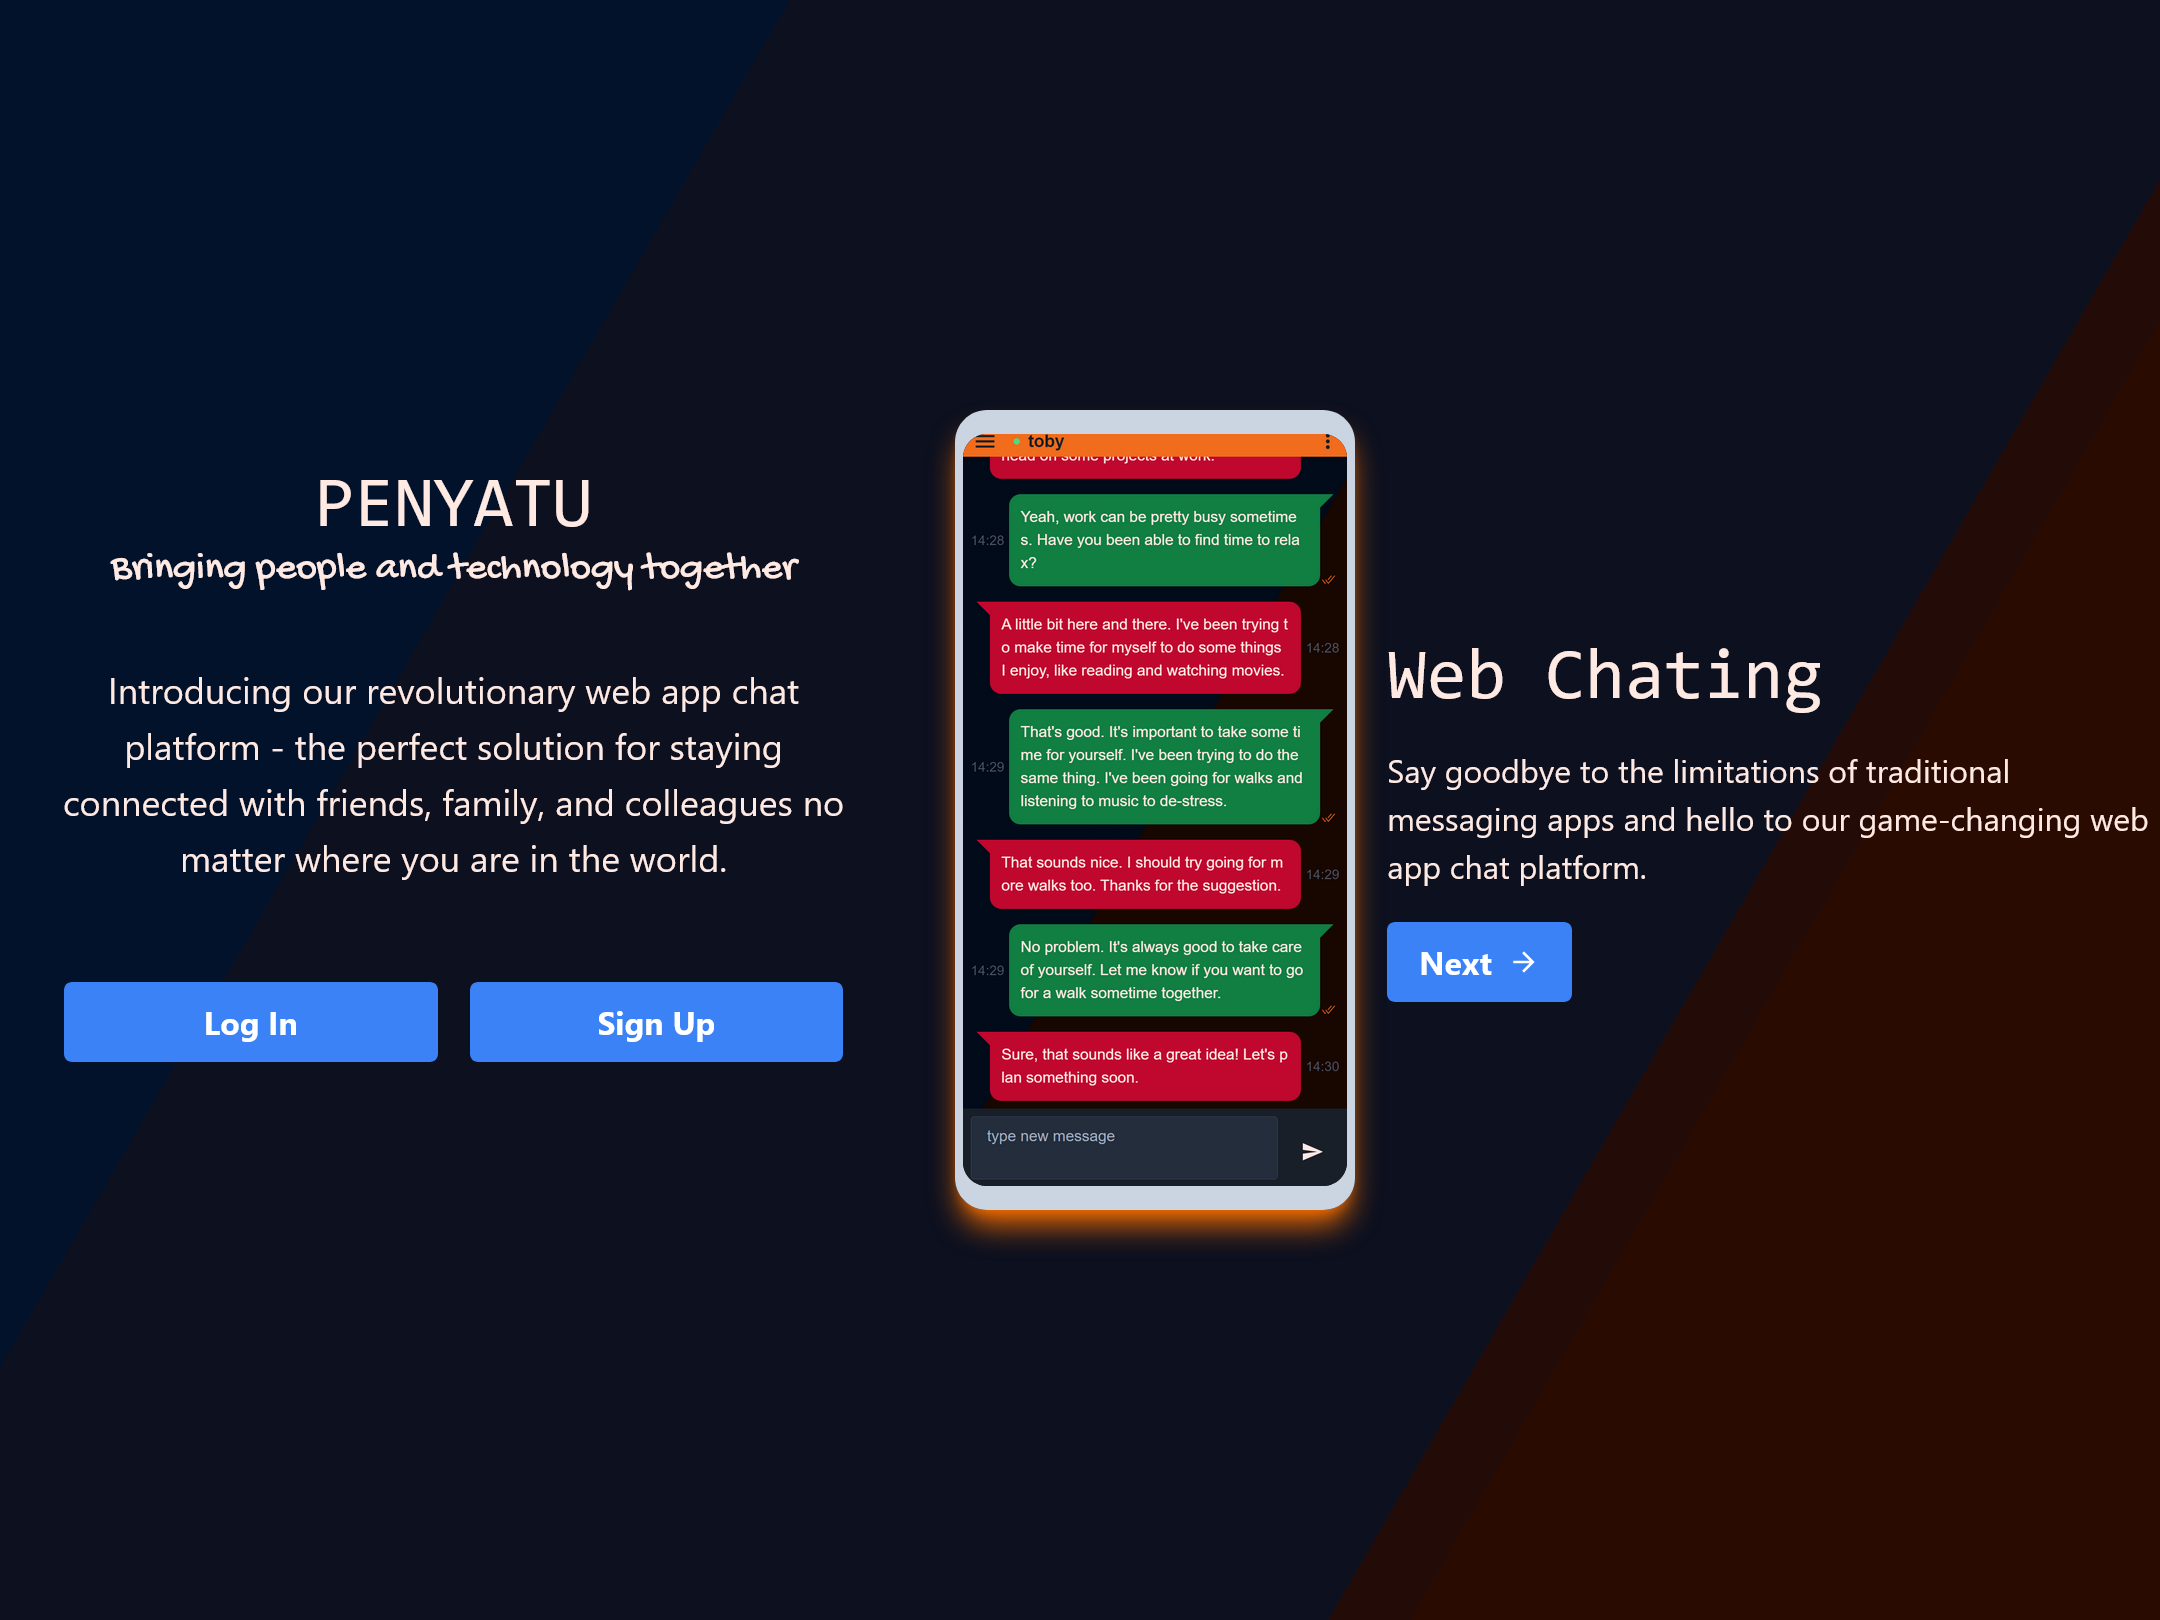 PENYATU
Bringing people and technology together
Introducing our revolutionary web app chat
platform - the perfect solution for staying
connected with friends, family, and colleagues no
matter where you are in the world.
Log In
Sign Up
toby
head on some projects at work.
Yeah, work can be pretty busy sometime
s. Have you been able to find time to rela
x?
14:28
A little bit here and there. I've been trying t
o make time for myself to do some things
I enjoy, like reading and watching movies.
14:28
That's good. It's important to take some ti
me for yourself. I've been trying to do the
same thing. I've been going for walks and
listening to music to de-stress.
14:29
That sounds nice. I should try going for m
ore walks too. Thanks for the suggestion.
14:29
No problem. It's always good to take care
of yourself. Let me know if you want to go
for a walk sometime together.
14:29
Sure, that sounds like a great idea! Let's p
lan something soon.
14:30
type new message
Web Chating
Say goodbye to the limitations of traditional
messaging apps and hello to our game-changing web
app chat platform.
Next